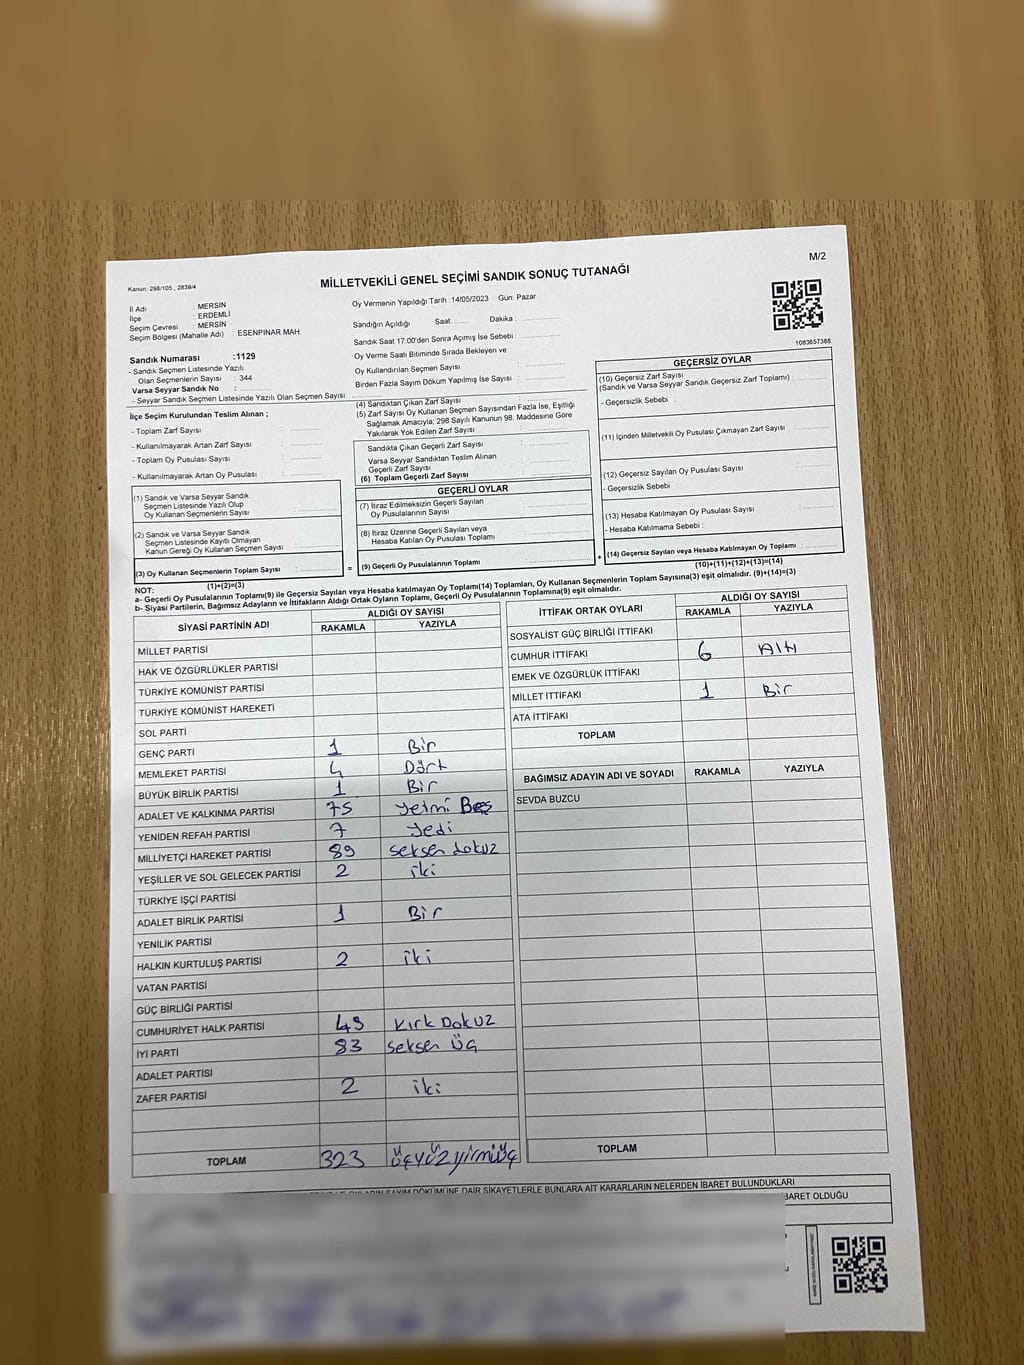 M/2
MİLLETVEKİLİ GENEL SEÇİMİ SANDIK SONUÇ TUTANAĞI
Kanun: 298/105 , 2839/4
İl Adı : MERSİN
İlçe : ERDEMLİ
Seçim Çevresi : MERSİN
Seçim Bölgesi (Mahalle Adı) : ESENPINAR MAH.
Oy Vermenin Yapıldığı Tarih :14/05/2023 Gün: Pazar
Sandığın Açıldığı Saat: ........ Dakika : ................
Sandık Saat 17:00'den Sonra Açımış İse Sebebi :
Oy Verme Saati Bitiminde Sırada Bekleyen ve
Oy Kullandırılan Seçmen Sayısı :
Birden Fazla Sayım Döküm Yapılmış İse Sayısı :
1083657388
Sandık Numarası :1129
- Sandık Seçmen Listesinde Yazılı
Olan Seçmenlerin Sayısı : 344
Varsa Seyyar Sandık No :
- Seyyar Sandık Seçmen Listesinde Yazılı Olan Seçmen Sayısı:
İlçe Seçim Kurulundan Teslim Alınan ;
- Toplam Zarf Sayısı :
- Kullanılmayarak Artan Zarf Sayısı :
- Toplam Oy Pusulası Sayısı :
- Kullanılmayarak Artan Oy Pusulası :
(1) Sandık ve Varsa Seyyar Sandık
Seçmen Listesinde Yazılı Olup
Oy Kullanan Seçmenlerin Sayısı :
(2) Sandık ve Varsa Seyyar Sandık
Seçmen Listesinde Kayıtlı Olmayan
Kanun Gereği Oy Kullanan Seçmen Sayısı :
(3) Oy Kullanan Seçmenlerin Toplam Sayısı :
(1)+(2)=(3)
(4) Sandıktan Çıkan Zarf Sayısı :
(5) Zarf Sayısı Oy Kullanan Seçmen Sayısından Fazla İse, Eşitliği
Sağlamak Amacıyla; 298 Sayılı Kanunun 98. Maddesine Göre
Yakılarak Yok Edilen Zarf Sayısı :
Sandıkta Çıkan Geçerli Zarf Sayısı :
Varsa Seyyar Sandıktan Teslim Alınan
Geçerli Zarf Sayısı :
(6) Toplam Geçerli Zarf Sayısı :
GEÇERLİ OYLAR
(7) İtiraz Edilmeksizin Geçerli Sayılan
Oy Pusulalarının Sayısı :
(8) İtiraz Üzerine Geçerli Sayılan veya
Hesaba Katılan Oy Pusulası Toplamı :
= (9) Geçerli Oy Pusulalarının Toplamı :
+
GEÇERSİZ OYLAR
(10) Geçersiz Zarf Sayısı
(Sandık ve Varsa Seyyar Sandık Geçersiz Zarf Toplamı) :
- Geçersizlik Sebebi :
(11) İçinden Milletvekili Oy Pusulası Çıkmayan Zarf Sayısı :
(12) Geçersiz Sayılan Oy Pusulası Sayısı :
- Geçersizlik Sebebi :
(13) Hesaba Katılmayan Oy Pusulası Sayısı :
- Hesaba Katılmama Sebebi :
(14) Geçersiz Sayılan veya Hesaba Katılmayan Oy Toplamı :
(10)+(11)+(12)+(13)=(14)
NOT:
a- Geçerli Oy Pusulalarının Toplamı(9) ile Geçersiz Sayılan veya Hesaba katılmayan Oy Toplamı(14) Toplamları, Oy Kullanan Seçmenlerin Toplam Sayısına(3) eşit olmalıdır. (9)+(14)=(3)
b- Siyasi Partilerin, Bağımsız Adayların ve İttifakların Aldığı Ortak Oyların Toplamı, Geçerli Oy Pusulalarının Toplamına(9) eşit olmalıdır.
SİYASİ PARTİNİN ADI ALDIĞI OY SAYISI
RAKAMLA YAZIYLA
MİLLET PARTİSİ
HAK VE ÖZGÜRLÜKLER PARTİSİ
TÜRKİYE KOMÜNİST PARTİSİ
TÜRKİYE KOMÜNİST HAREKETİ
SOL PARTİ
GENÇ PARTİ 1 Bir
MEMLEKET PARTİSİ 4 Dört
BÜYÜK BİRLİK PARTİSİ 1 Bir
ADALET VE KALKINMA PARTİSİ 75 Yetmi Beş
YENİDEN REFAH PARTİSİ 7 Yedi
MİLLİYETÇİ HAREKET PARTİSİ 89 seksen dokuz
YEŞİLLER VE SOL GELECEK PARTİSİ 2 iki
TÜRKİYE İŞÇİ PARTİSİ
ADALET BİRLİK PARTİSİ 1 Bir
YENİLİK PARTİSİ
HALKIN KURTULUŞ PARTİSİ 2 iki
VATAN PARTİSİ
GÜÇ BİRLİĞİ PARTİSİ
CUMHURİYET HALK PARTİSİ 49 Kırk Dokuz
İYİ PARTİ 83 seksen üç
ADALET PARTİSİ
ZAFER PARTİSİ 2 iki
TOPLAM 323 üçyüzyirmiüç
İTTİFAK ORTAK OYLARI ALDIĞI OY SAYISI
RAKAMLA YAZIYLA
SOSYALİST GÜÇ BİRLİĞİ İTTİFAKI
CUMHUR İTTİFAKI 6 Altı
EMEK VE ÖZGÜRLÜK İTTİFAKI
MİLLET İTTİFAKI 1 Bir
ATA İTTİFAKI
TOPLAM
BAĞIMSIZ ADAYIN ADI VE SOYADI RAKAMLA YAZIYLA
SEVDA BUZCU
TOPLAM
SAYIM DÖKÜMÜNE DAİR ŞİKAYETLERLE BUNLARA AİT KARARLARIN NELERDEN İBARET BULUNDUKLARI
İBARET OLDUĞU